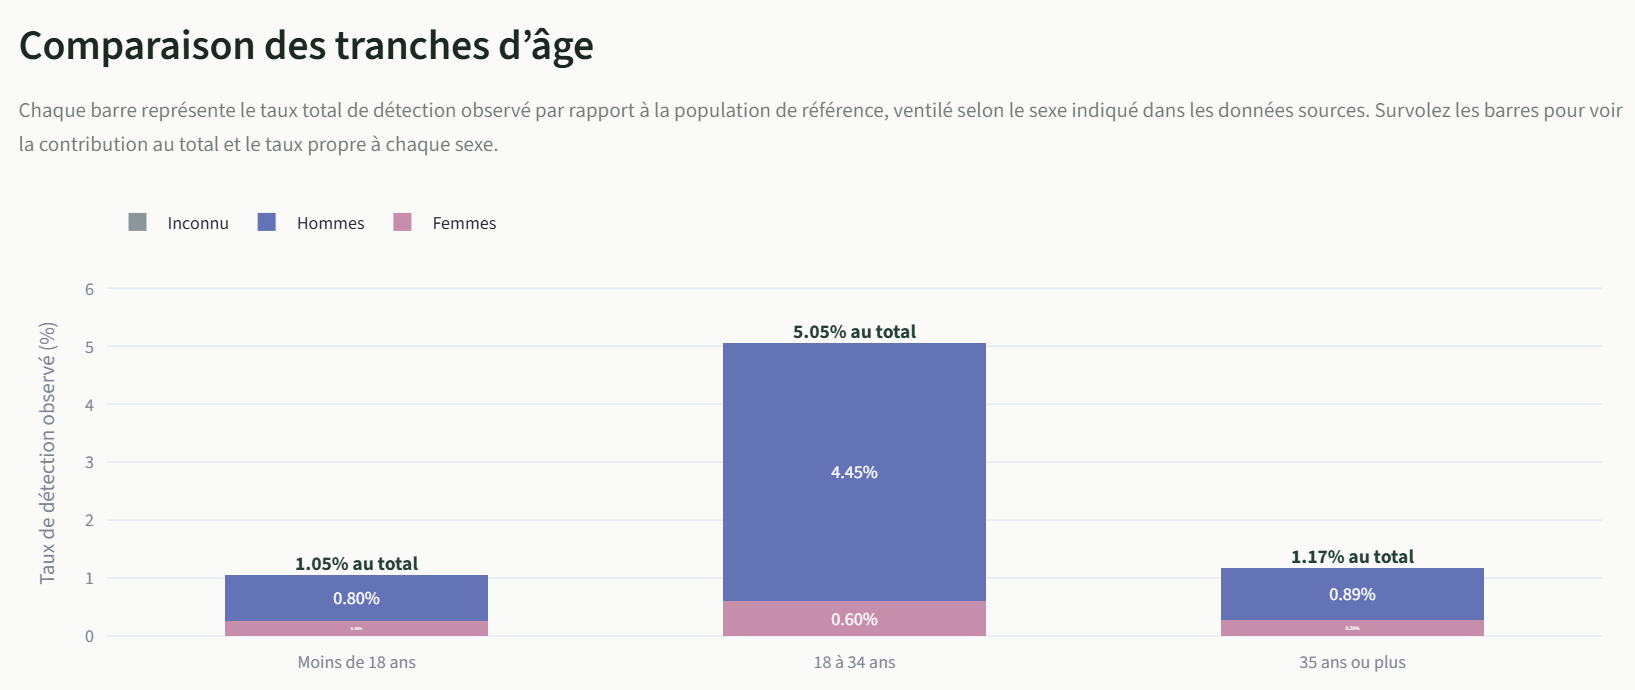 Comparaison des tranches d’âge
Chaque barre représente le taux total de détection observé par rapport à la population de référence, ventilé selon le sexe indiqué dans les données sources. Survolez les barres pour voir
la contribution au total et le taux propre à chaque sexe.
Inconnu Hommes Femmes
Taux de détection observé (%)
6
5
4
3
2
1
0
1.05% au total
0.80%
5.05% au total
4.45%
0.60%
1.17% au total
0.89%
Moins de 18 ans 18 à 34 ans 35 ans ou plus